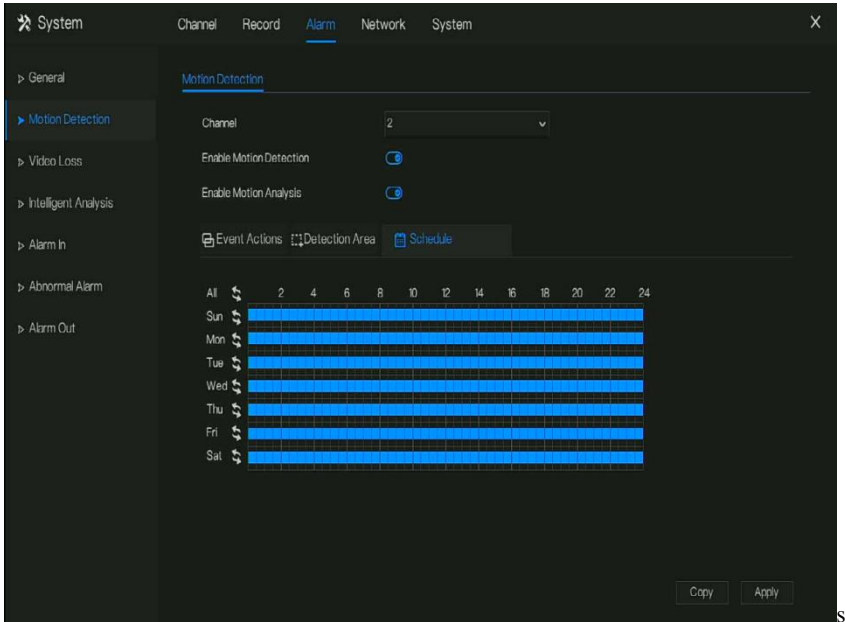 System Channel Record Alarm Network System X
General
Motion Detection
Video Loss
Intelligent Analysis
Alarm In
Abnormal Alarm
Alarm Out
Motion Detection
Channel 2
Enable Motion Detection
Enable Motion Analysis
Event Actions Detection Area Schedule
All 2 4 6 8 10 12 14 16 18 20 22 24
Sun
Mon
Tue
Wed
Thu
Fri
Sat
Copy Apply
s